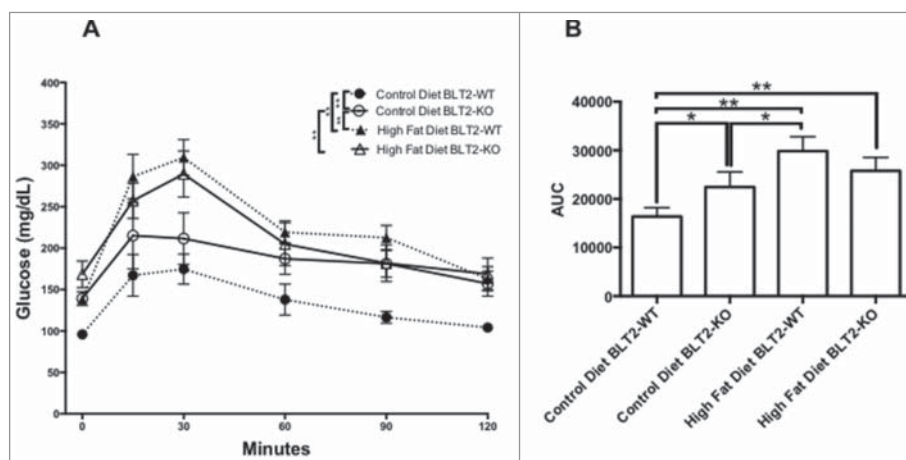 A
400
350
300
250
200
150
100
50
0
Glucose (mg/dL)
0
30
60
90
120
Minutes
Control Diet BLT2-WT
Control Diet BLT2-KO
High Fat Diet BLT2-WT
High Fat Diet BLT2-KO
B
**
**
* *
40000
30000
20000
10000
0
AUC
Control Diet BLT2-WT
Control Diet BLT2-KO
High Fat Diet BLT2-WT
High Fat Diet BLT2-KO